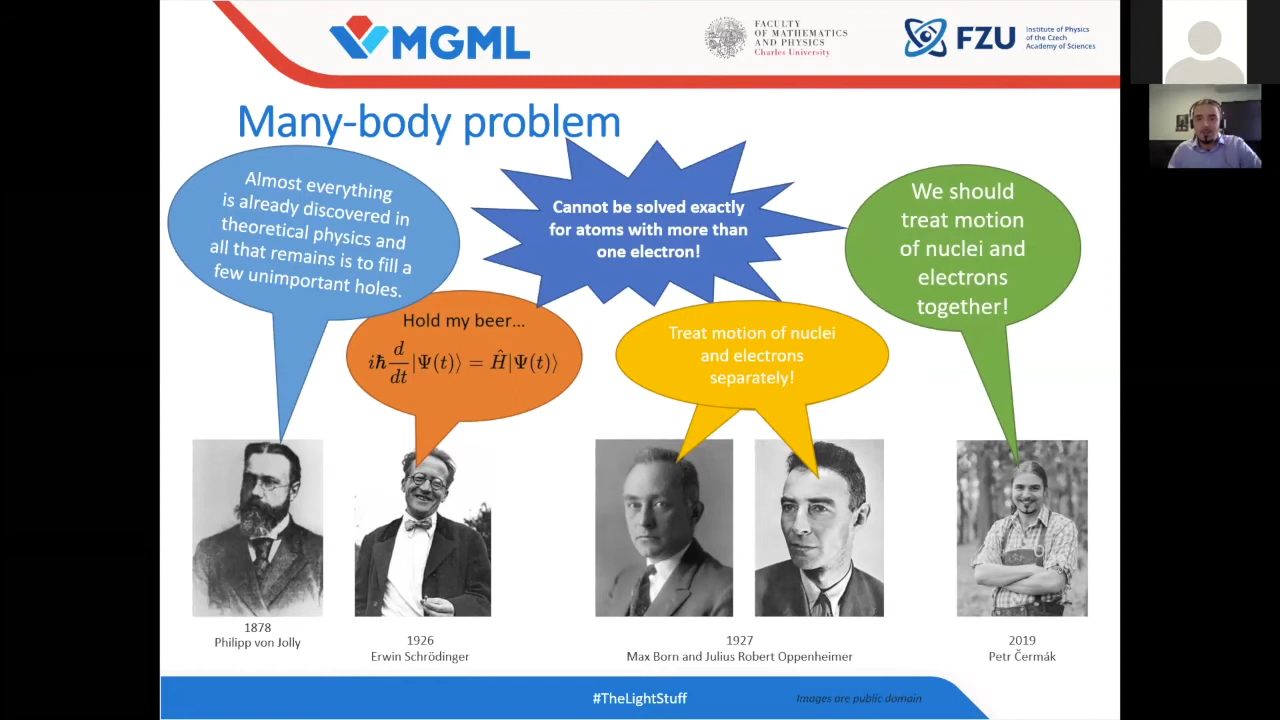 MGML
FACULTY
OF MATHEMATICS
AND PHYSICS
Charles University
FZU
Institute of Physics
of the Czech
Academy of Sciences
Many-body problem
Almost everything
is already discovered in
theoretical physics and
all that remains is to fill a
few unimportant holes.
Hold my beer...
iħ d/dt |Ψ(t)⟩ = Ĥ|Ψ(t)⟩
Cannot be solved exactly
for atoms with more than
one electron!
Treat motion of nuclei
and electrons
separately!
We should
treat motion
of nuclei and
electrons
together!
1878
Philipp von Jolly
1926
Erwin Schrödinger
1927
Max Born and Julius Robert Oppenheimer
2019
Petr Čermák
#TheLightStuff
Images are public domain